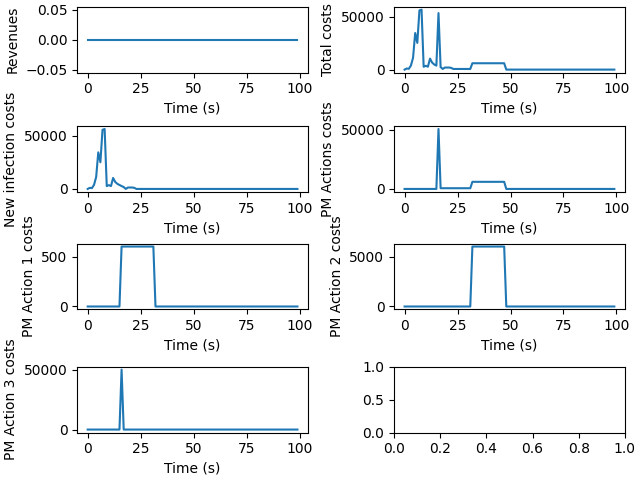 Revenues
0.05
0.00
−0.05
0 25 50 75 100
Time (s)
Total costs
50000
0
0 25 50 75 100
Time (s)
New infection costs
50000
0
0 25 50 75 100
Time (s)
PM Actions costs
50000
0
0 25 50 75 100
Time (s)
PM Action 1 costs
500
0
0 25 50 75 100
Time (s)
PM Action 2 costs
5000
0
0 25 50 75 100
Time (s)
PM Action 3 costs
50000
0
0 25 50 75 100
Time (s)
1.0
0.5
0.0
0.0 0.2 0.4 0.6 0.8 1.0